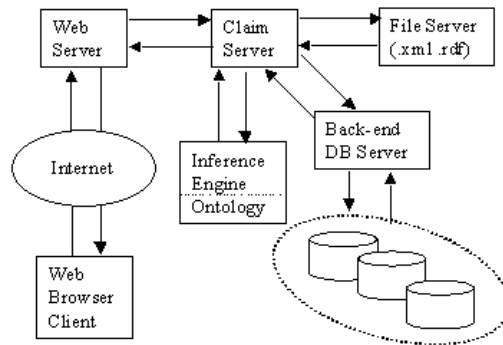 Web
Server
Claim
Server
File Server
(.xml .rdf)
Internet
Inference
Engine
Ontology
Back-end
DB Server
Web
Browser
Client